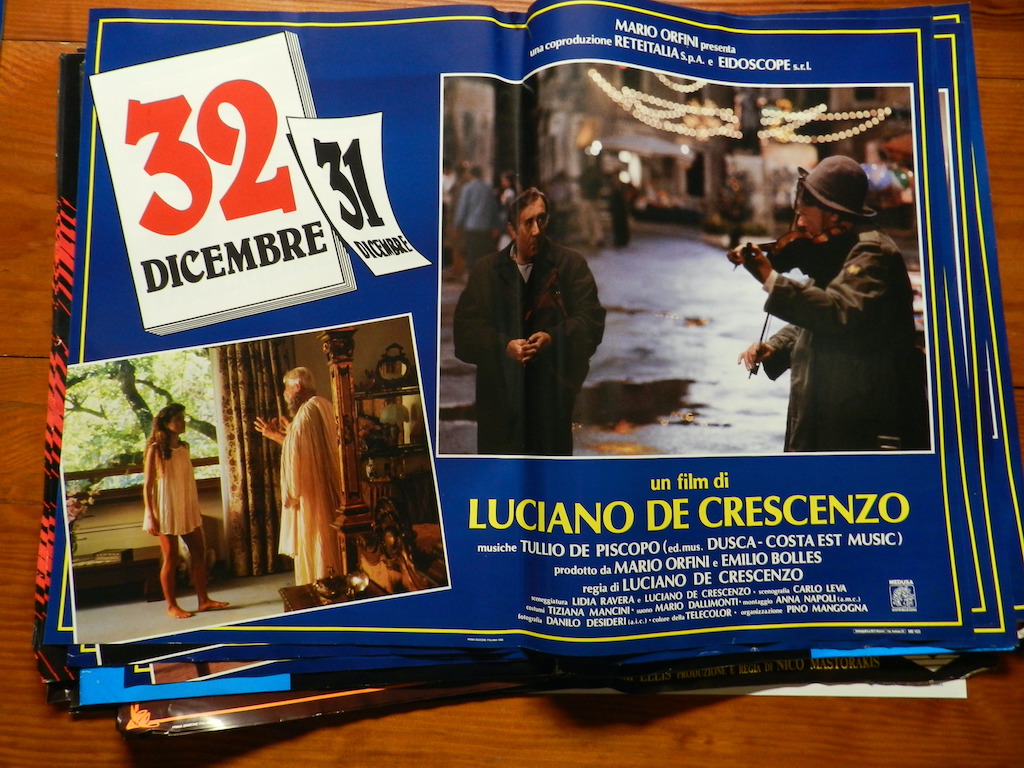 MARIO ORFINI presenta
una coproduzione RETEITALIA S.p.A. e EIDOSCOPE s.r.l.
32
DICEMBRE
31
DICEMBRE
un film di
LUCIANO DE CRESCENZO
musiche TULLIO DE PISCOPO (ed.mus. DUSCA-COSTA EST MUSIC)
prodotto da MARIO ORFINI e EMILIO BOLLES
regia di LUCIANO DE CRESCENZO
sceneggiatura LIDIA RAVERA e LUCIANO DE CRESCENZO · scenografia CARLO LEVA
costumi TIZIANA MANCINI · suono MARIO DALLIMONTI · montaggio ANNA NAPOLI (a.m.c.)
fotografia DANILO DESIDERI (a.i.c.) · colore della TELECOLOR · organizzazione PINO MANGOGNA
MEDUSA
PRODUZIONE E REGIA DI NICO MASTORAKIS